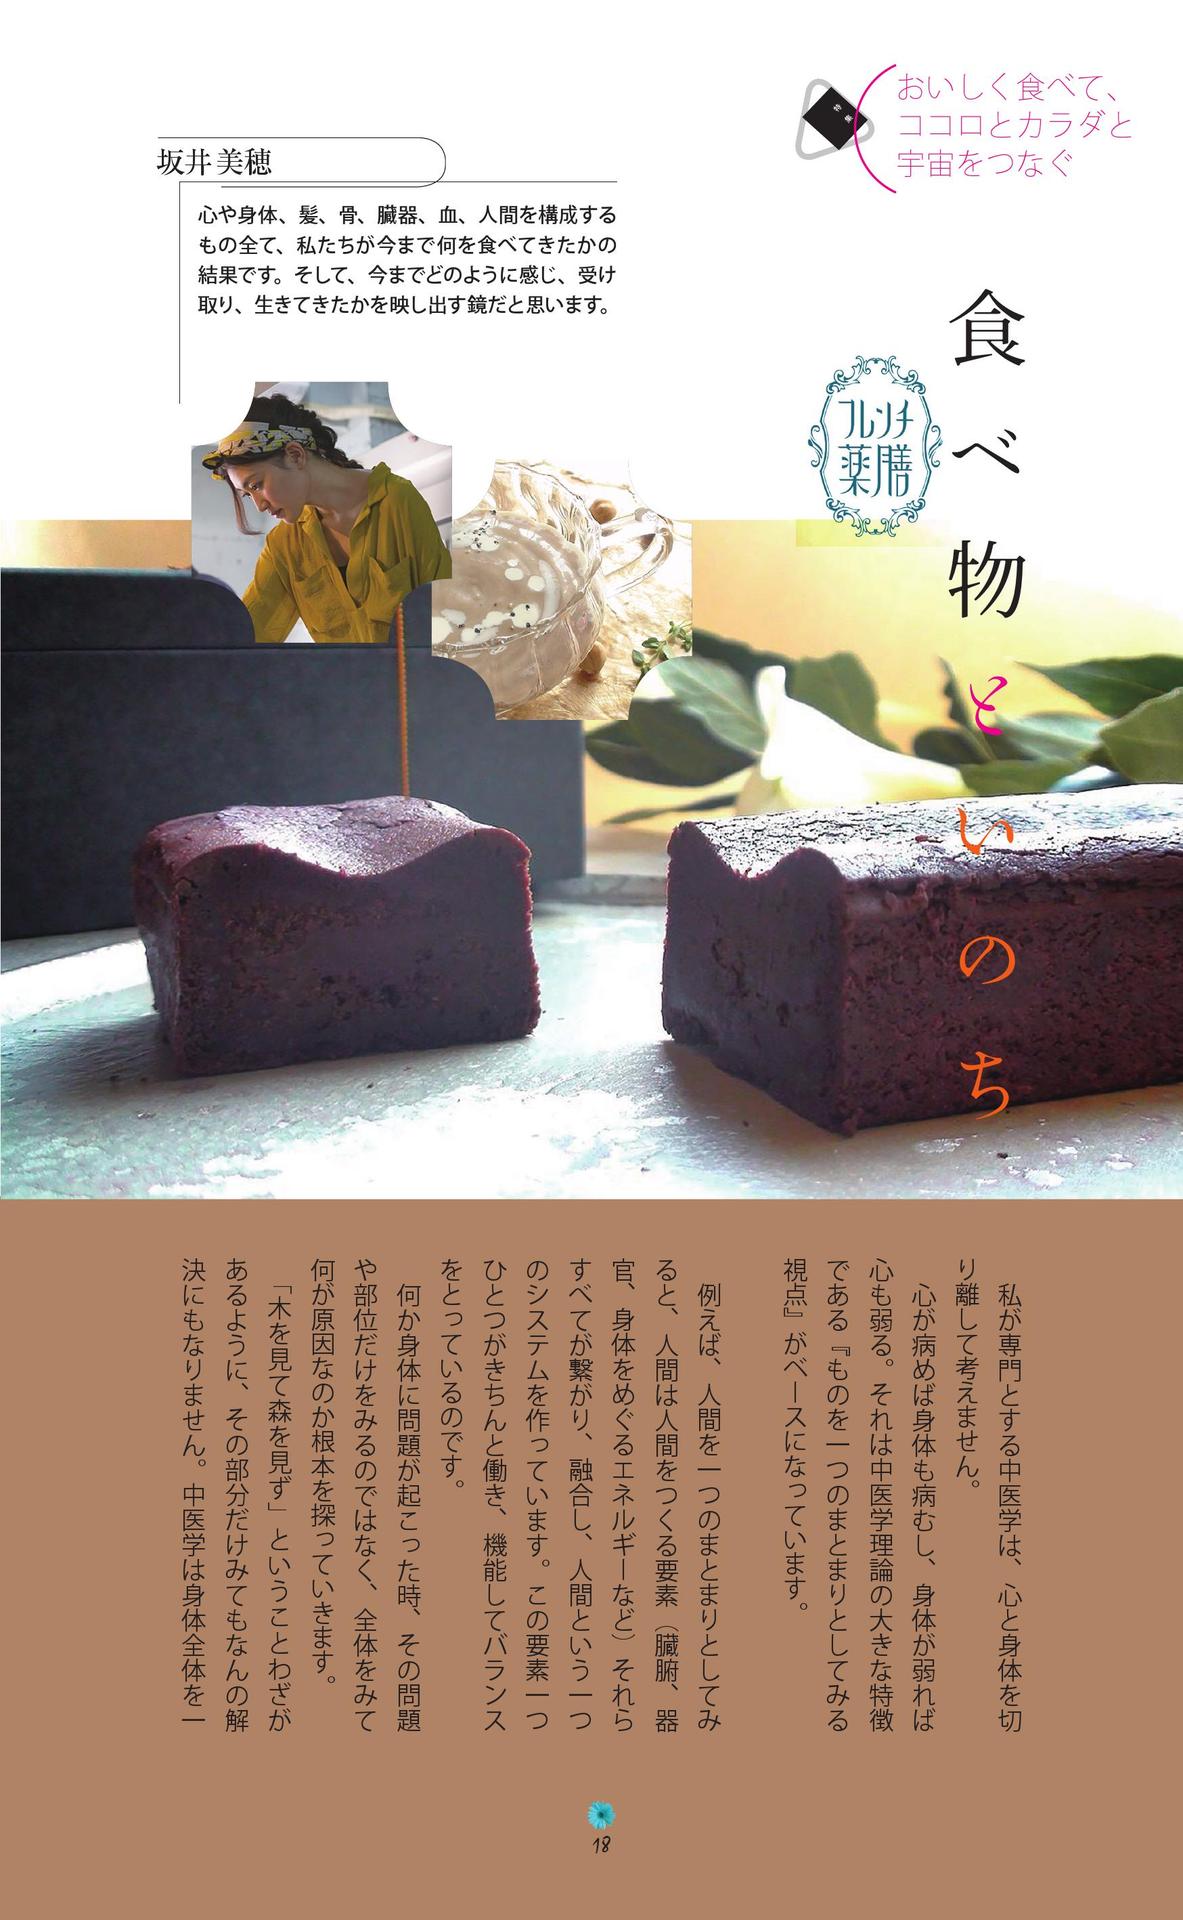 特集
おいしく食べて、
ココロとカラダと
宇宙をつなぐ
食べ物といのち
フレンチ
薬膳
坂井美穂
心や身体、髪、骨、臓器、血、人間を構成する
もの全て、私たちが今まで何を食べてきたかの
結果です。そして、今までどのように感じ、受け
取り、生きてきたかを映し出す鏡だと思います。
私が専門とする中医学は、心と身体を切
り離して考えません。
心が病めば身体も病むし、身体が弱れば
心も弱る。それは中医学理論の大きな特徴
である『ものを一つのまとまりとしてみる
視点』がベースになっています。
例えば、人間を一つのまとまりとしてみ
ると、人間は人間をつくる要素（臓腑、器
官、身体をめぐるエネルギーなど）それら
すべてが繋がり、融合し、人間という一つ
のシステムを作っています。この要素一つ
ひとつがきちんと働き、機能してバランス
をとっているのです。
何か身体に問題が起こった時、その問題
や部位だけをみるのではなく、全体をみて
何が原因なのか根本を探っていきます。
「木を見て森を見ず」ということわざが
あるように、その部分だけみてもなんの解
決にもなりません。中医学は身体全体を一
18